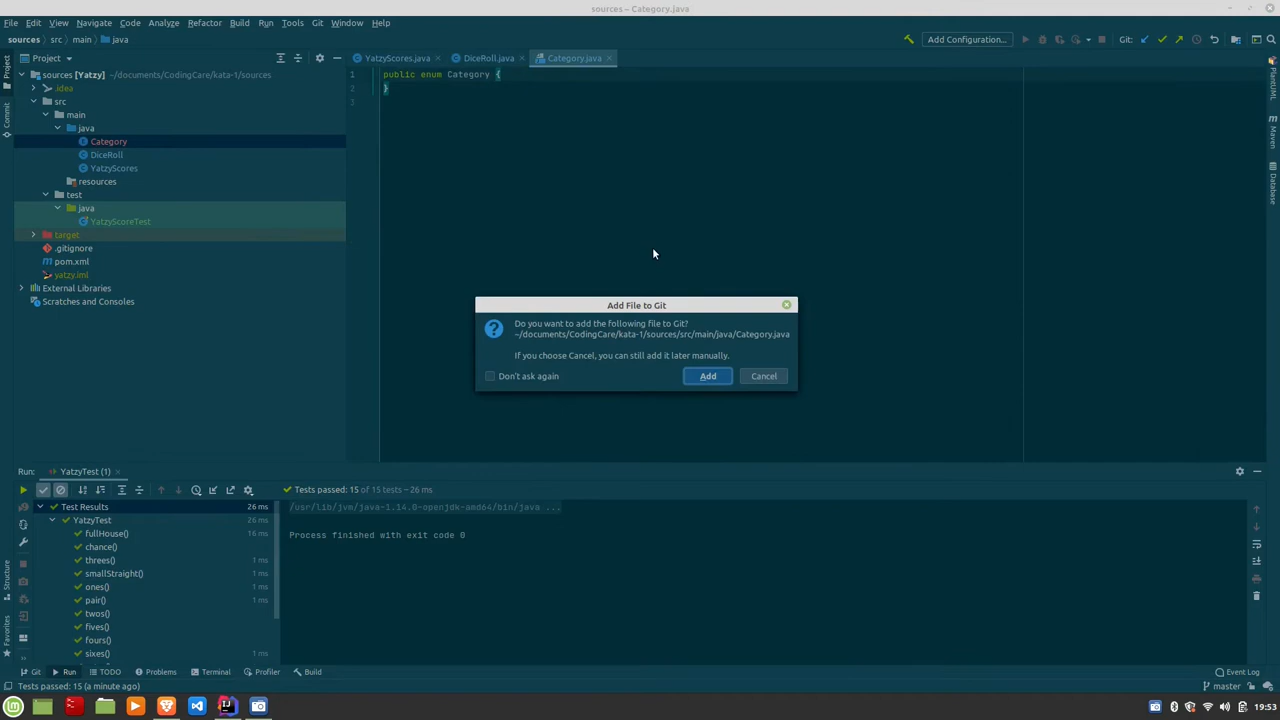 sources – Category.java
File Edit View Navigate Code Analyze Refactor Build Run Tools Git Window Help
sources src main java
Add Configuration...
Git:
Project
YatzyScores.java
DiceRoll.java
Category.java
sources [Yatzy] ~/documents/CodingCare/kata-1/sources
.idea
src
main
java
Category
DiceRoll
YatzyScores
resources
test
java
YatzyScoreTest
target
.gitignore
pom.xml
yatzy.iml
External Libraries
Scratches and Consoles
1 public enum Category {
2 }
3
Project
Commit
Structure
Favorites
PlantUML
Maven
Database
Add File to Git
Do you want to add the following file to Git?
~/documents/CodingCare/kata-1/sources/src/main/java/Category.java
If you choose Cancel, you can still add it later manually.
Don't ask again
Add
Cancel
Run: YatzyTest (1)
Tests passed: 15 of 15 tests – 26 ms
Test Results 26 ms
YatzyTest 26 ms
fullHouse() 16 ms
chance()
threes() 1 ms
smallStraight() 1 ms
ones() 1 ms
pair() 1 ms
twos()
fives()
fours()
sixes() 1 ms
/usr/lib/jvm/java-1.14.0-openjdk-amd64/bin/java ...
Process finished with exit code 0
Git Run TODO Problems Terminal Profiler Build
Event Log
Tests passed: 15 (a minute ago)
master
19:53